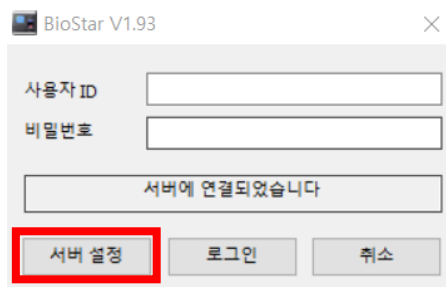 BioStar V1.93
사용자 ID
비밀번호
서버에 연결되었습니다
서버 설정 로그인 취소